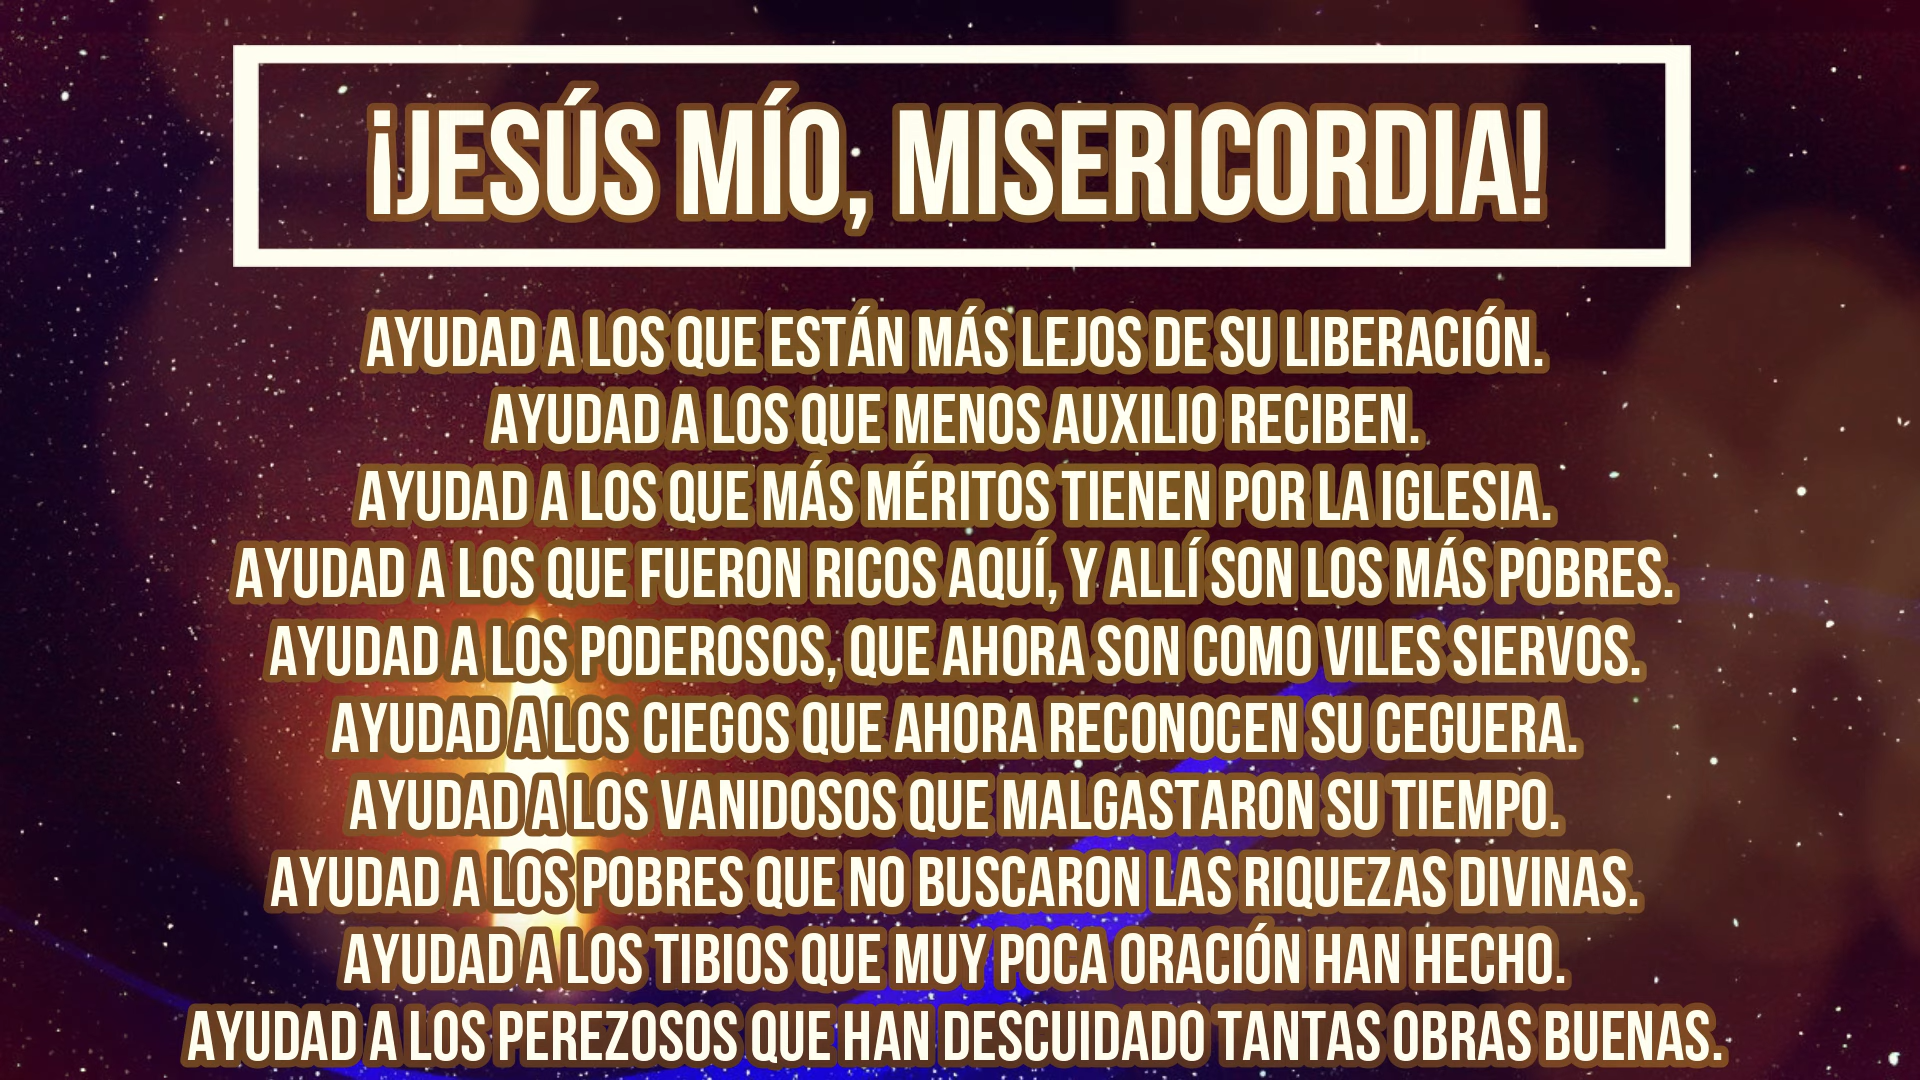 ¡JESÚS MÍO, MISERICORDIA!
AYUDAD A LOS QUE ESTÁN MÁS LEJOS DE SU LIBERACIÓN.
AYUDAD A LOS QUE MENOS AUXILIO RECIBEN.
AYUDAD A LOS QUE MÁS MÉRITOS TIENEN POR LA IGLESIA.
AYUDAD A LOS QUE FUERON RICOS AQUÍ, Y ALLÍ SON LOS MÁS POBRES.
AYUDAD A LOS PODEROSOS, QUE AHORA SON COMO VILES SIERVOS.
AYUDAD A LOS CIEGOS QUE AHORA RECONOCEN SU CEGUERA.
AYUDAD A LOS VANIDOSOS QUE MALGASTARON SU TIEMPO.
AYUDAD A LOS POBRES QUE NO BUSCARON LAS RIQUEZAS DIVINAS.
AYUDAD A LOS TIBIOS QUE MUY POCA ORACIÓN HAN HECHO.
AYUDAD A LOS PEREZOSOS QUE HAN DESCUIDADO TANTAS OBRAS BUENAS.